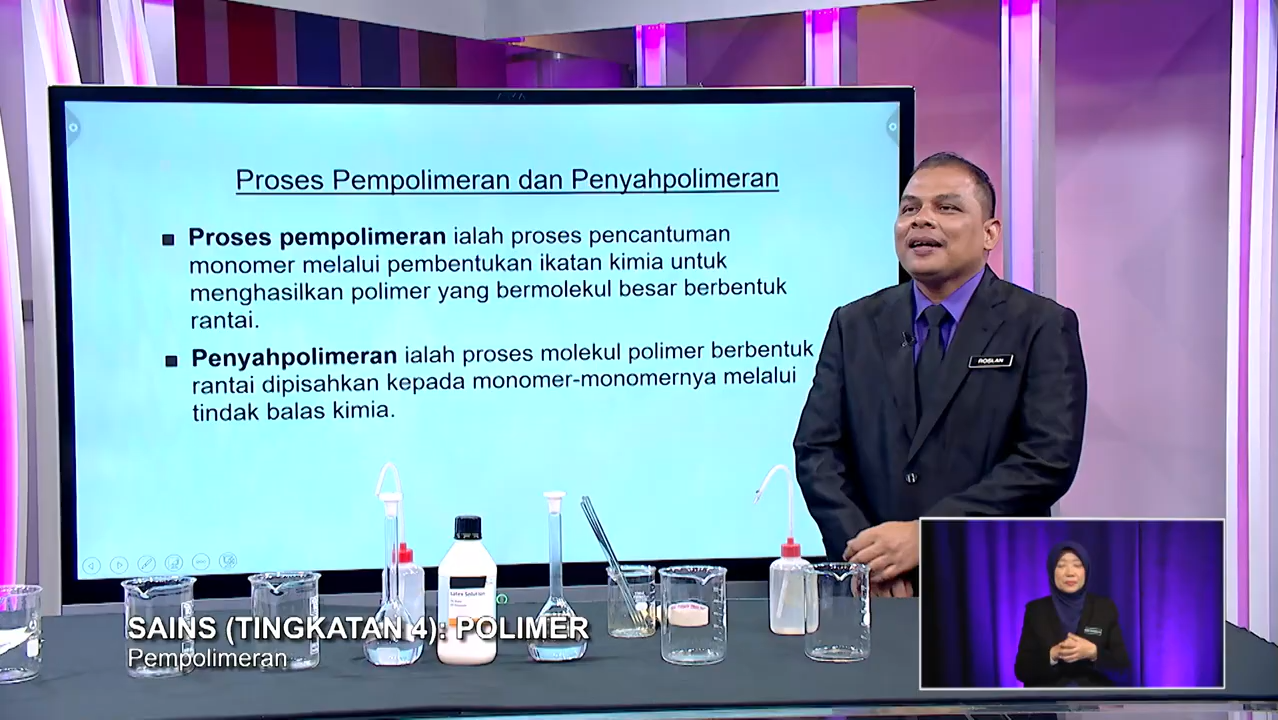 Proses Pempolimeran dan Penyahpolimeran
Proses pempolimeran ialah proses pencantuman
monomer melalui pembentukan ikatan kimia untuk
menghasilkan polimer yang bermolekul besar berbentuk
rantai.
Penyahpolimeran ialah proses molekul polimer berbentuk
rantai dipisahkan kepada monomer-monomernya melalui
tindak balas kimia.
ROSLAN
Latex Solution
SAINS (TINGKATAN 4): POLIMER
Pempolimeran